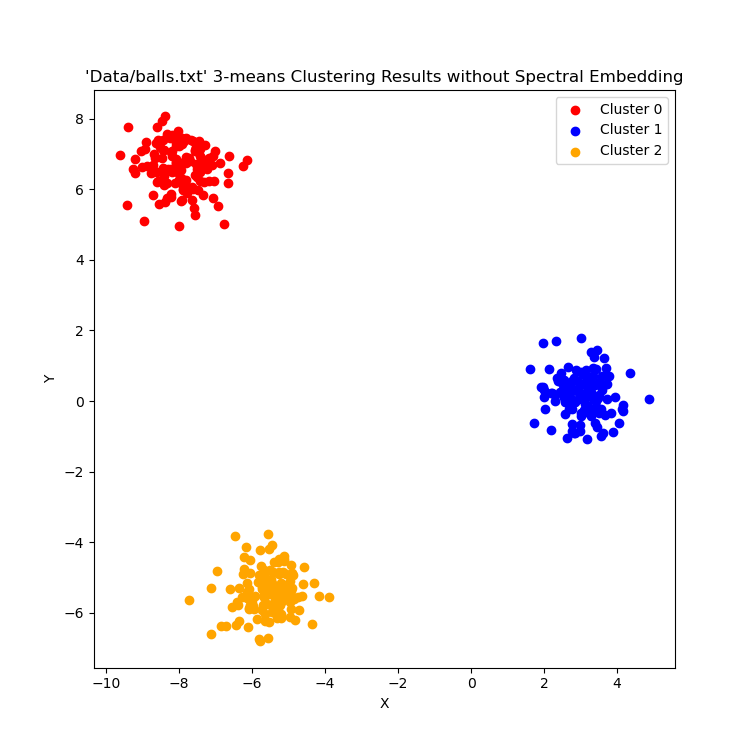 'Data/balls.txt' 3-means Clustering Results without Spectral Embedding
Cluster 0
Cluster 1
Cluster 2
8
6
4
2
0
−2
−4
−6
Y
−10 −8 −6 −4 −2 0 2 4
X